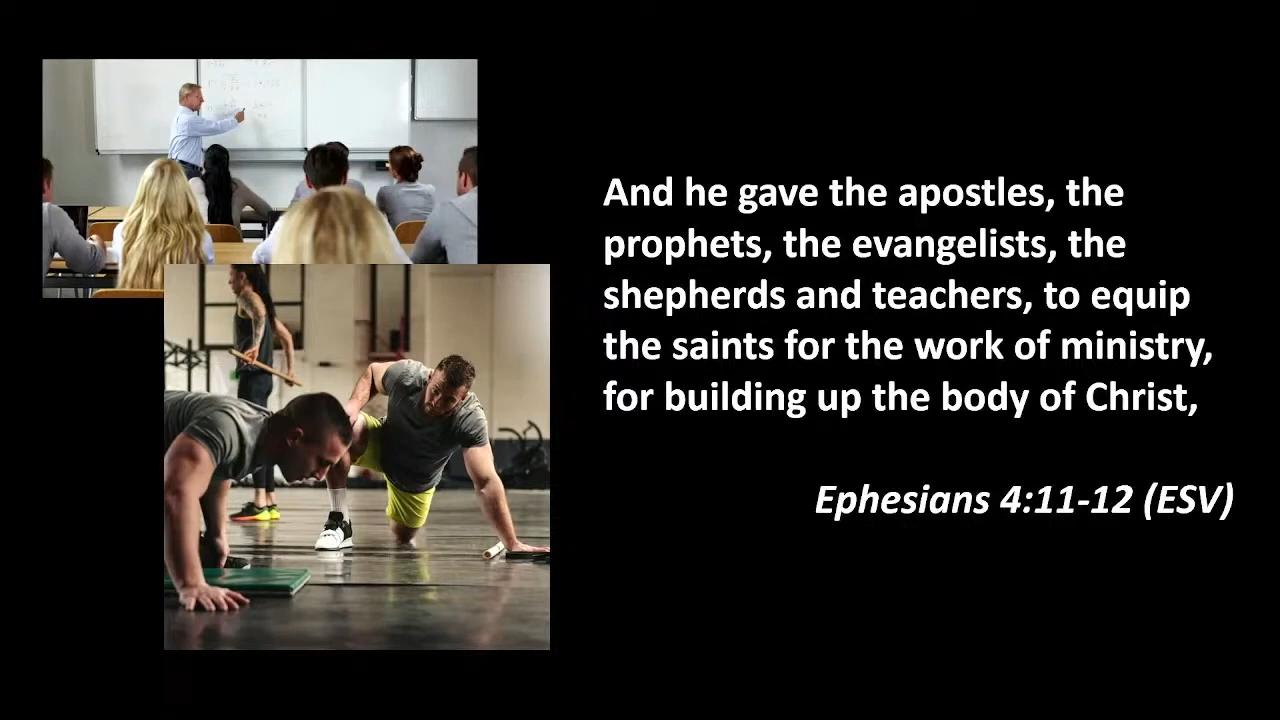 And he gave the apostles, the
prophets, the evangelists, the
shepherds and teachers, to equip
the saints for the work of ministry,
for building up the body of Christ,
Ephesians 4:11-12 (ESV)